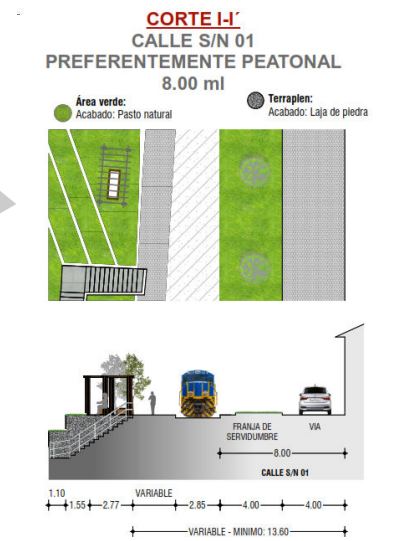 CORTE I-I´
CALLE S/N 01
PREFERENTEMENTE PEATONAL
8.00 ml
Área verde:
Acabado: Pasto natural
Terraplen:
Acabado: Laja de piedra
FRANJA DE
SERVIDUMBRE
VIA
8.00
CALLE S/N 01
1.10
VARIABLE
1.55
2.77
2.85
4.00
4.00
VARIABLE - MINIMO: 13.60